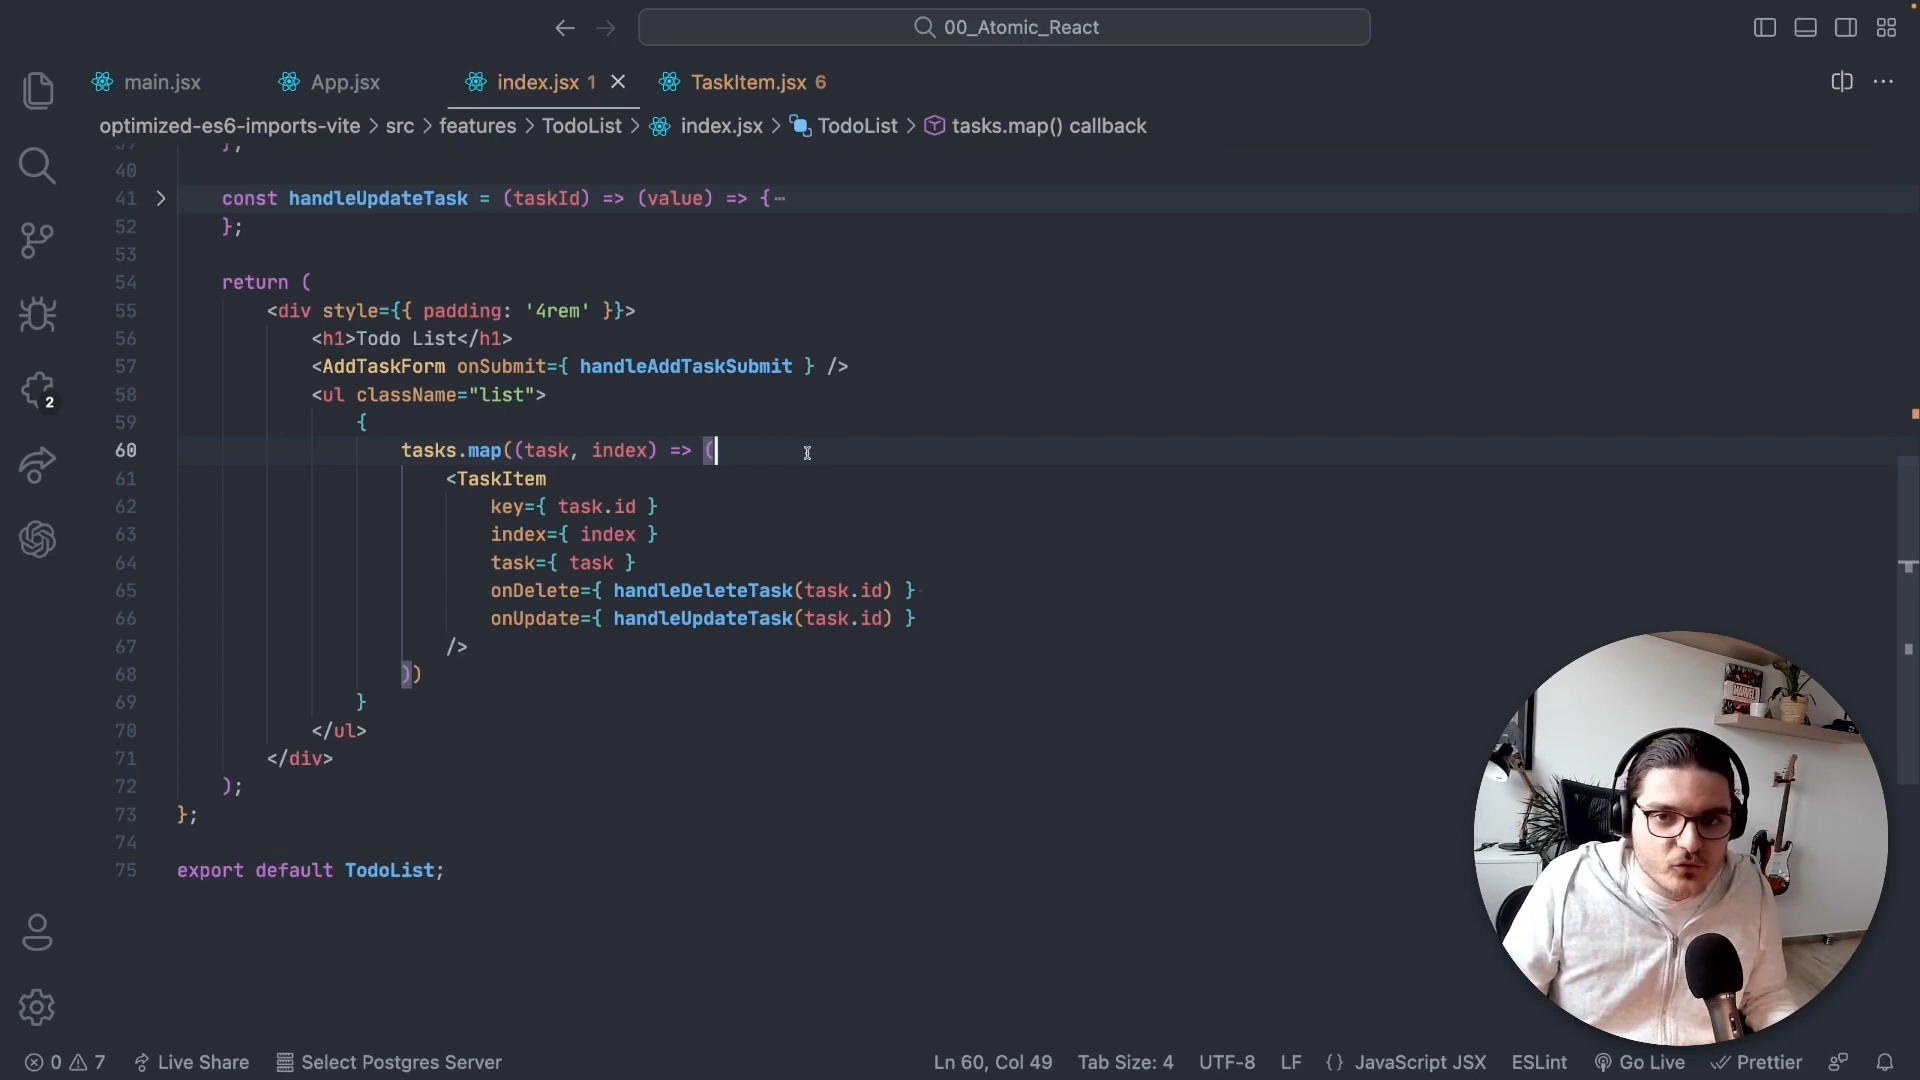 00_Atomic_React
main.jsx App.jsx index.jsx 1 TaskItem.jsx 6
optimized-es6-imports-vite > src > features > TodoList > index.jsx > TodoList > tasks.map() callback
39 };
40
41 const handleUpdateTask = (taskId) => (value) => {…
52 };
53
54 return (
55 <div style={{ padding: '4rem' }}>
56 <h1>Todo List</h1>
57 <AddTaskForm onSubmit={ handleAddTaskSubmit } />
58 <ul className="list">
59 {
60 tasks.map((task, index) => (
61 <TaskItem
62 key={ task.id }
63 index={ index }
64 task={ task }
65 onDelete={ handleDeleteTask(task.id) }
66 onUpdate={ handleUpdateTask(task.id) }
67 />
68 ))
69 }
70 </ul>
71 </div>
72 );
73 };
74
75 export default TodoList;
2
MARVEL
0 7 Live Share Select Postgres Server Ln 60, Col 49 Tab Size: 4 UTF-8 LF {} JavaScript JSX ESLint Go Live Prettier